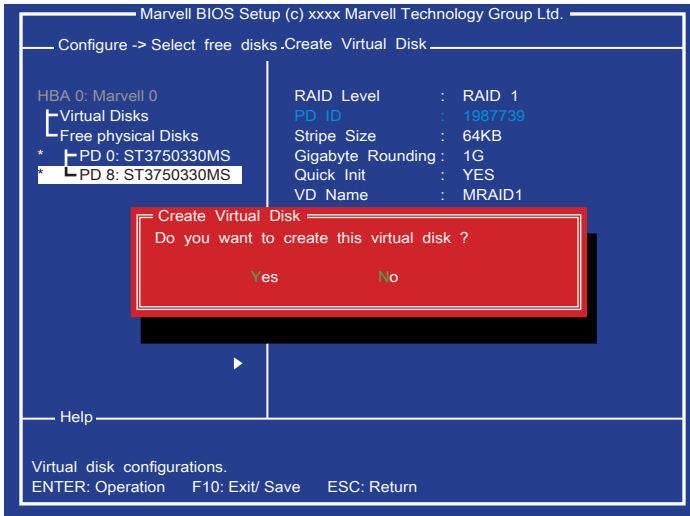 Marvell BIOS Setup (c) xxxx Marvell Technology Group Ltd.
Configure -> Select free disks.Create Virtual Disk
HBA 0: Marvell 0
Virtual Disks
Free physical Disks
* PD 0: ST3750330MS
* PD 8: ST3750330MS
RAID Level : RAID 1
PD ID : 1987739
Stripe Size : 64KB
Gigabyte Rounding : 1G
Quick Init : YES
VD Name : MRAID1
Create Virtual Disk
Do you want to create this virtual disk ?
Yes No
Help
Virtual disk configurations.
ENTER: Operation F10: Exit/ Save ESC: Return